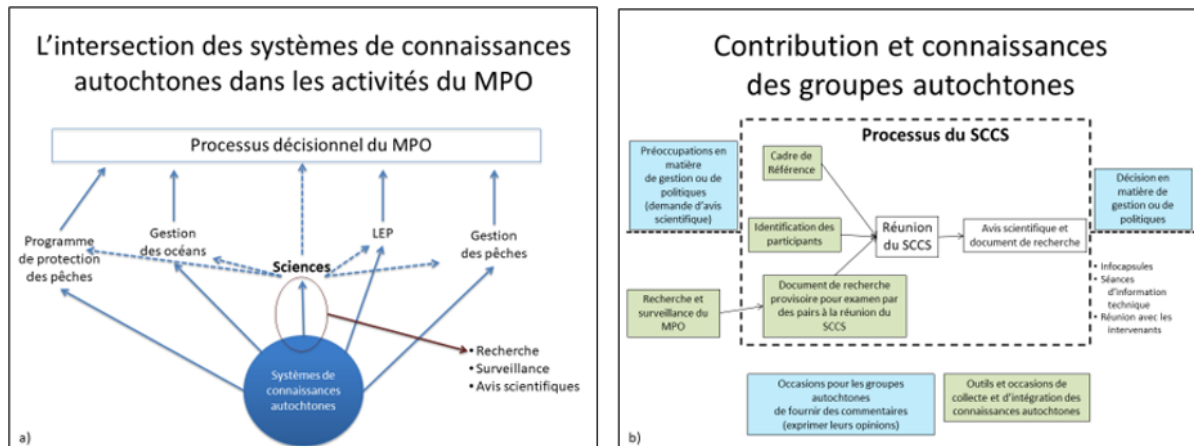 L'intersection des systèmes de connaissances
autochtones dans les activités du MPO
Processus décisionnel du MPO
Programme
de protection
des pêches
Gestion
des océans
Sciences
LEP
Gestion
des pêches
• Recherche
• Surveillance
• Avis scientifiques
Systèmes de
connaissances
autochtones
a)
Contribution et connaissances
des groupes autochtones
Processus du SCCS
Préoccupations en
matière
de gestion ou de
politiques
(demande d'avis
scientifique)
Cadre de
Référence
Identification des
participants
Réunion
du SCCS
Avis scientifique et
document de recherche
Décision en
matière de
gestion ou de
politiques
Recherche et
surveillance du
MPO
Document de recherche
provisoire pour examen par
des pairs à la réunion du
SCCS
• Infocapsules
• Séances
d'information
technique
• Réunion avec les
intervenants
Occasions pour les groupes
autochtones
de fournir des commentaires
(exprimer leurs opinions)
Outils et occasions de
collecte et d'intégration des
connaissances autochtones
b)